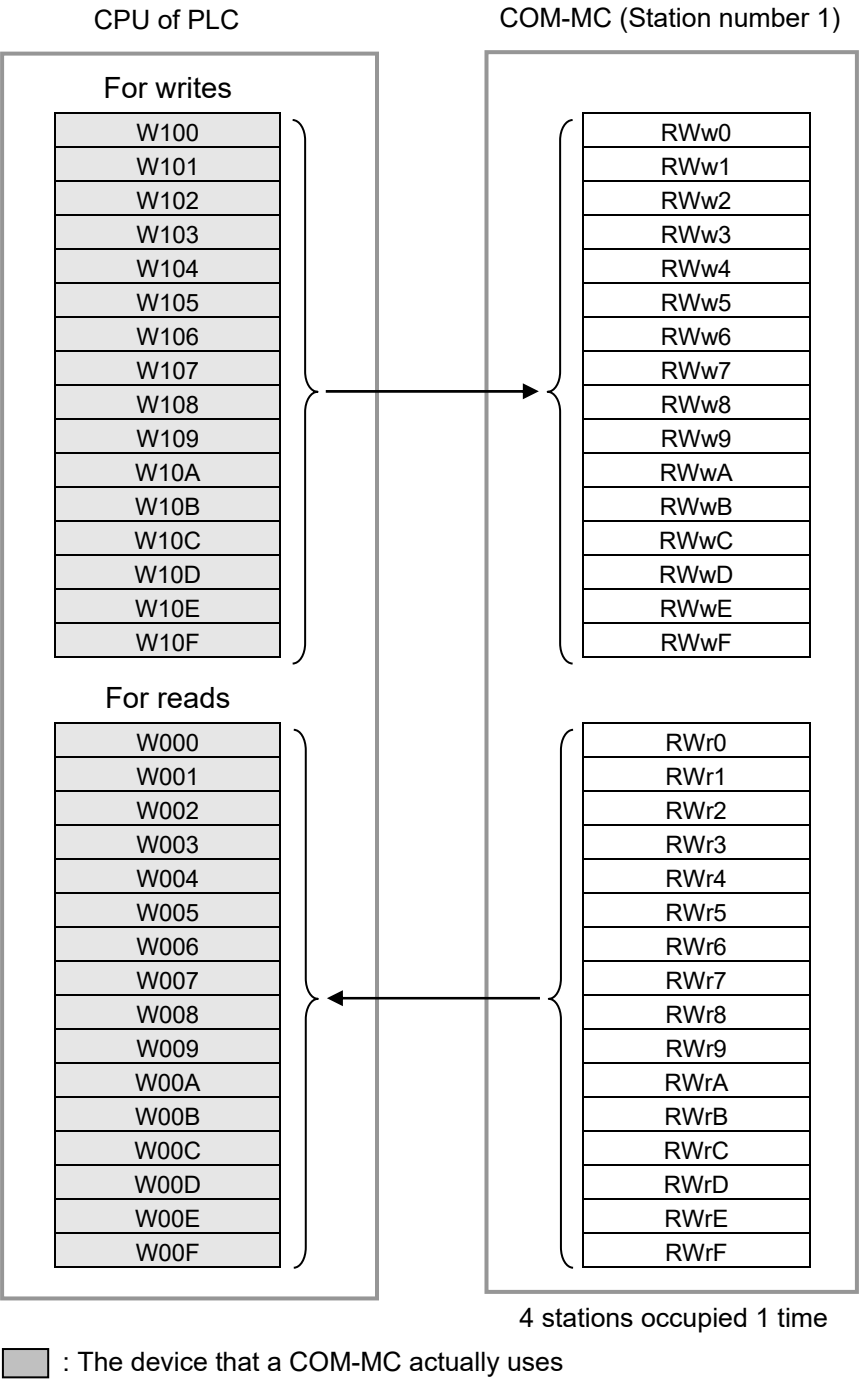 CPU of PLC COM-MC (Station number 1)
For writes
W100 RWw0
W101 RWw1
W102 RWw2
W103 RWw3
W104 RWw4
W105 RWw5
W106 RWw6
W107 RWw7
W108 RWw8
W109 RWw9
W10A RWwA
W10B RWwB
W10C RWwC
W10D RWwD
W10E RWwE
W10F RWwF
For reads
W000 RWr0
W001 RWr1
W002 RWr2
W003 RWr3
W004 RWr4
W005 RWr5
W006 RWr6
W007 RWr7
W008 RWr8
W009 RWr9
W00A RWrA
W00B RWrB
W00C RWrC
W00D RWrD
W00E RWrE
W00F RWrF
4 stations occupied 1 time
: The device that a COM-MC actually uses